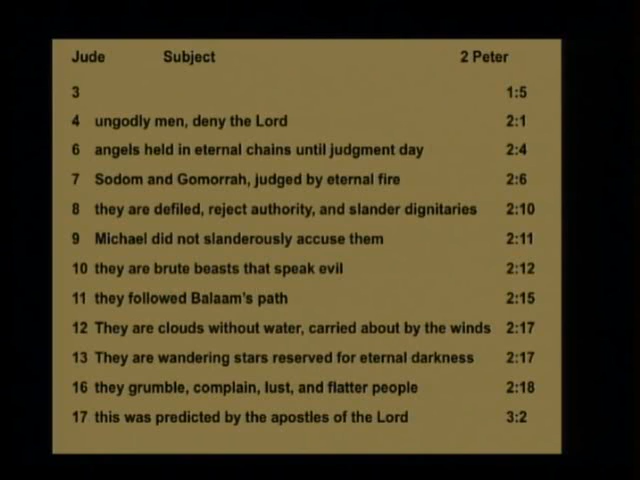 Jude Subject 2 Peter
3 1:5
4 ungodly men, deny the Lord 2:1
6 angels held in eternal chains until judgment day 2:4
7 Sodom and Gomorrah, judged by eternal fire 2:6
8 they are defiled, reject authority, and slander dignitaries 2:10
9 Michael did not slanderously accuse them 2:11
10 they are brute beasts that speak evil 2:12
11 they followed Balaam's path 2:15
12 They are clouds without water, carried about by the winds 2:17
13 They are wandering stars reserved for eternal darkness 2:17
16 they grumble, complain, lust, and flatter people 2:18
17 this was predicted by the apostles of the Lord 3:2